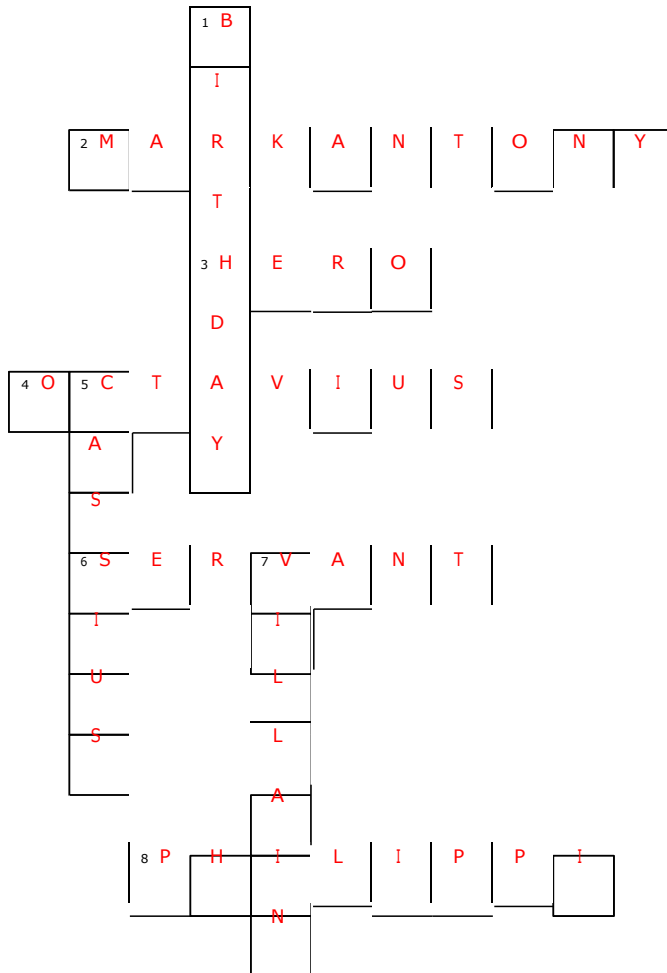 1 B
I
2 M A R K A N T O N Y
T
3 H E R O
D
4 O 5 C T A V I U S
A Y
S
6 S E R 7 V A N T
I I
U L
S L
A
8 P H I L I P P I
N